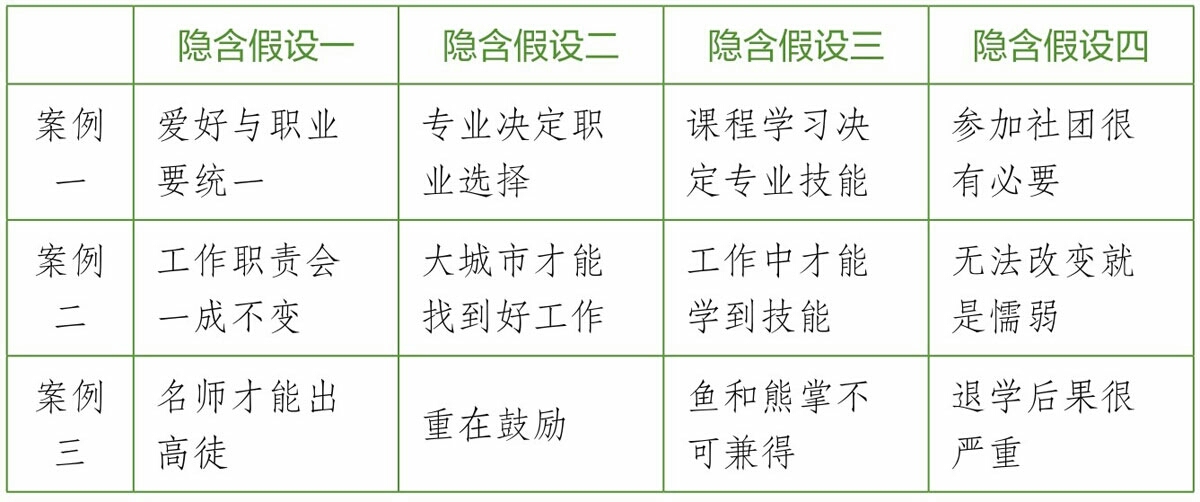 隐含假设一 隐含假设二 隐含假设三 隐含假设四
案例一 爱好与职业要统一 专业决定职业选择 课程学习决定专业技能 参加社团很有必要
案例二 工作职责会一成不变 大城市才能找到好工作 工作中才能学到技能 无法改变就是懦弱
案例三 名师才能出高徒 重在鼓励 鱼和熊掌不可兼得 退学后果很严重